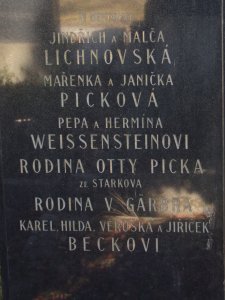 JINDŘICH A MALČA
LICHNOVSKÁ
MAŘENKA A JANIČKA
PICKOVÁ
PEPA A HERMÍNA
WEISSENSTEINOVI
RODINA OTTY PICKA
ZE STARKOVA
RODINA V.
KAREL, HILDA, VĚRUŠKA A JIŘÍČEK
BECKOVI